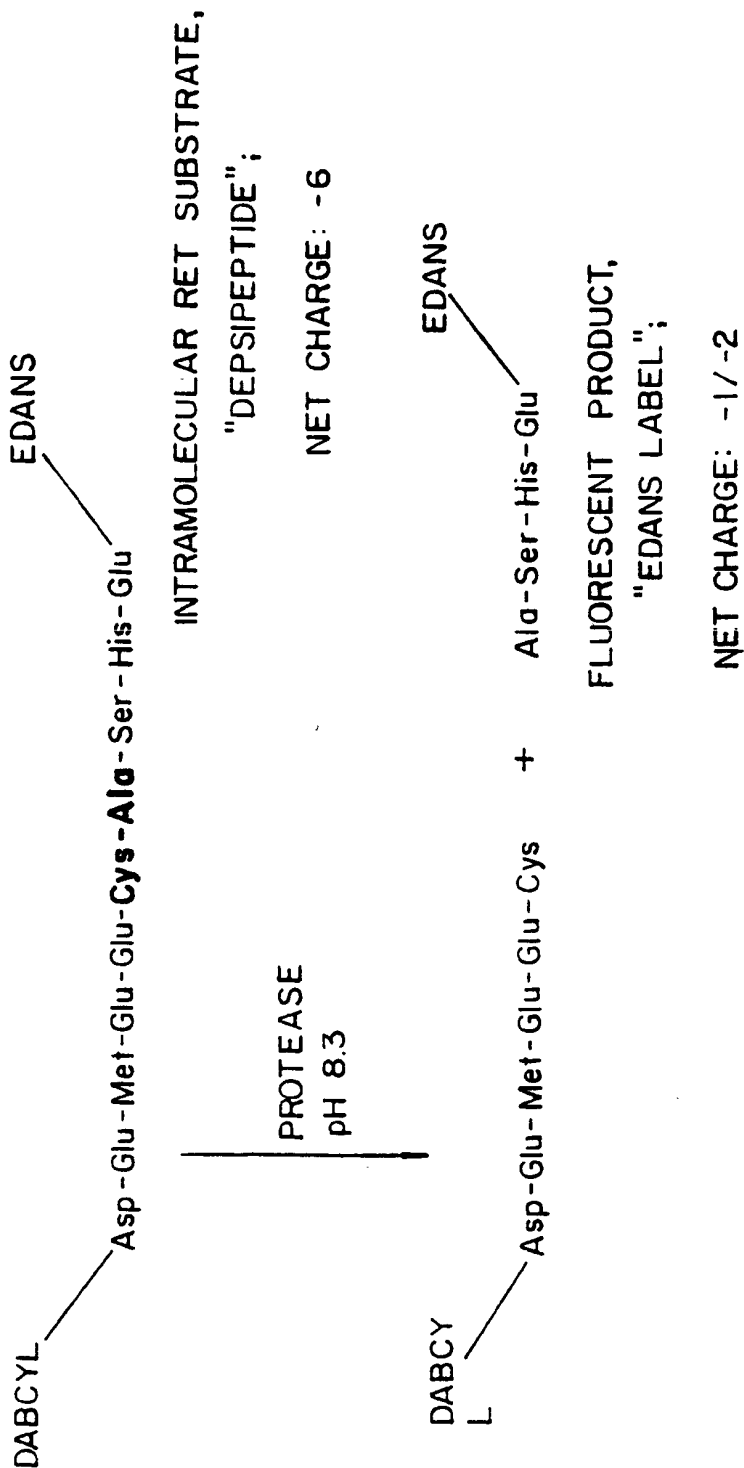 DABCYL
EDANS
Asp-Glu-Met-Glu-Glu-Cys-Ala-Ser-His-Glu
INTRAMOLECULAR RET SUBSTRATE,
"DEPSIPEPTIDE";
NET CHARGE: -6
PROTEASE
pH 8.3
DABCY
L
Asp-Glu-Met-Glu-Glu-Cys
+
Ala-Ser-His-Glu
EDANS
FLUORESCENT PRODUCT,
"EDANS LABEL";
NET CHARGE: -1/-2